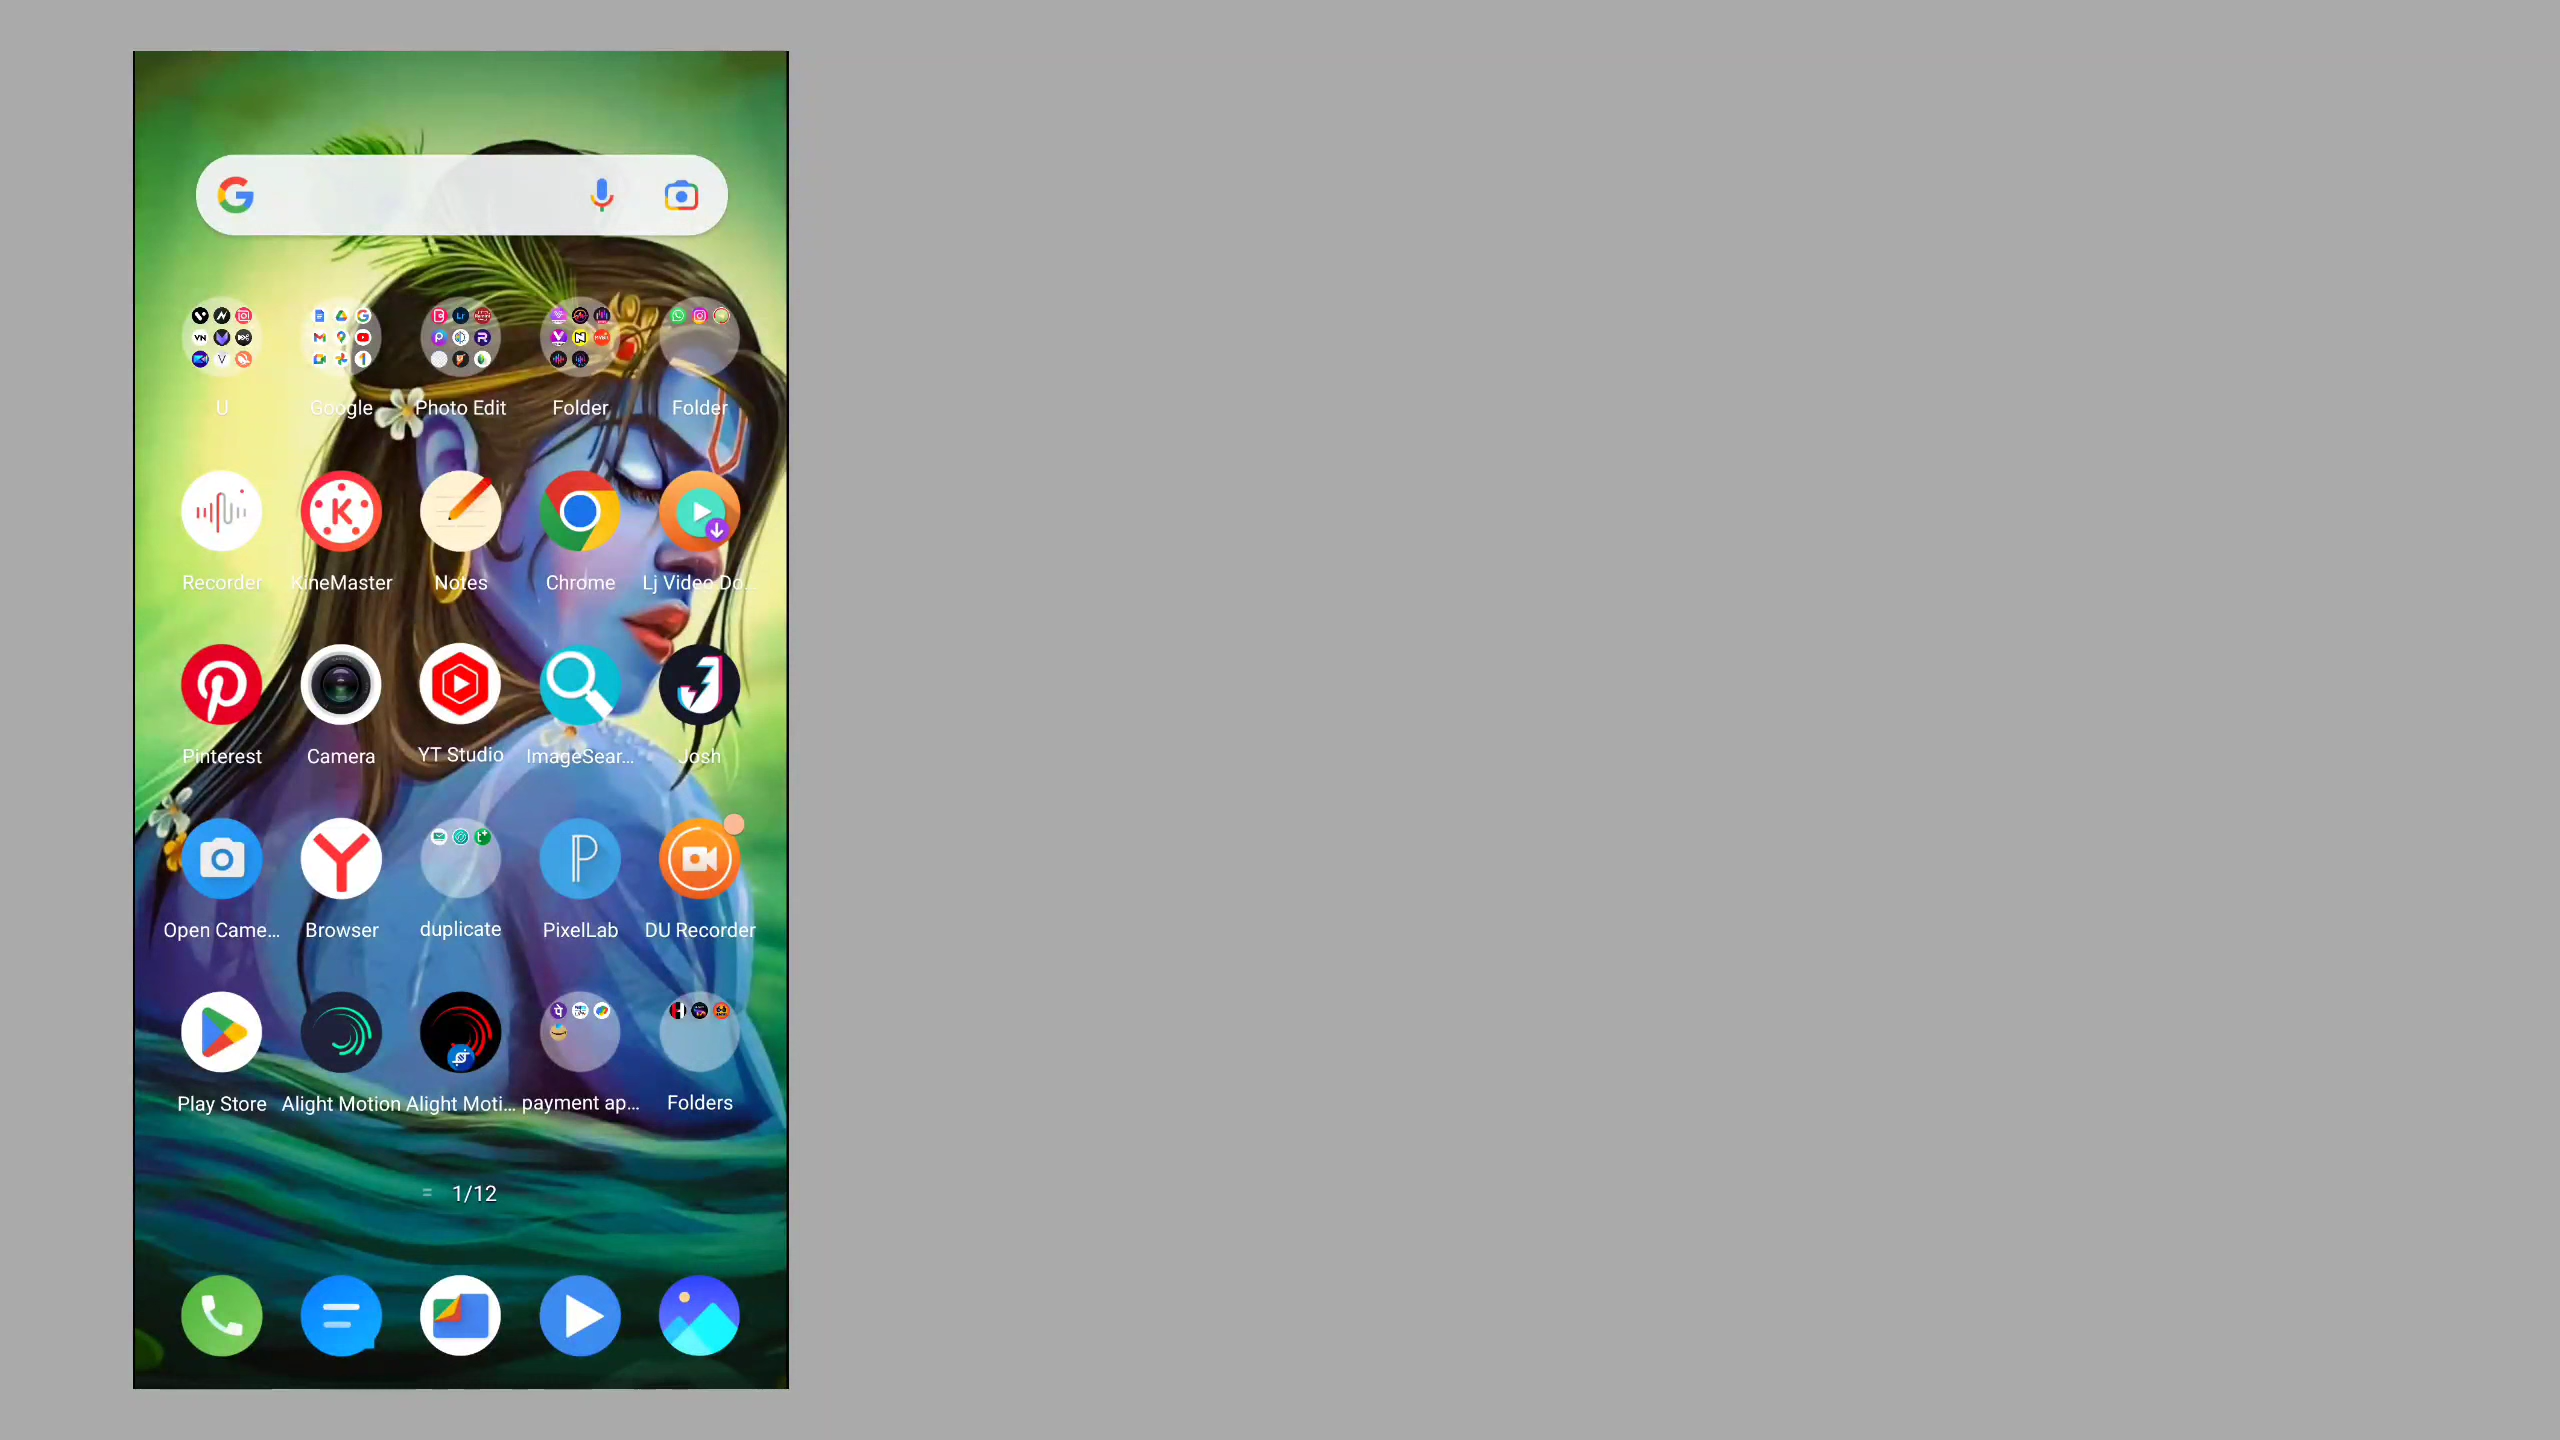 U Google Photo Edit Folder Folder
Recorder KineMaster Notes Chrome Lj Video Do...
Pinterest Camera YT Studio ImageSear... Josh
Open Came... Browser duplicate PixelLab DU Recorder
Play Store Alight Motion Alight Moti... payment ap... Folders
1/12